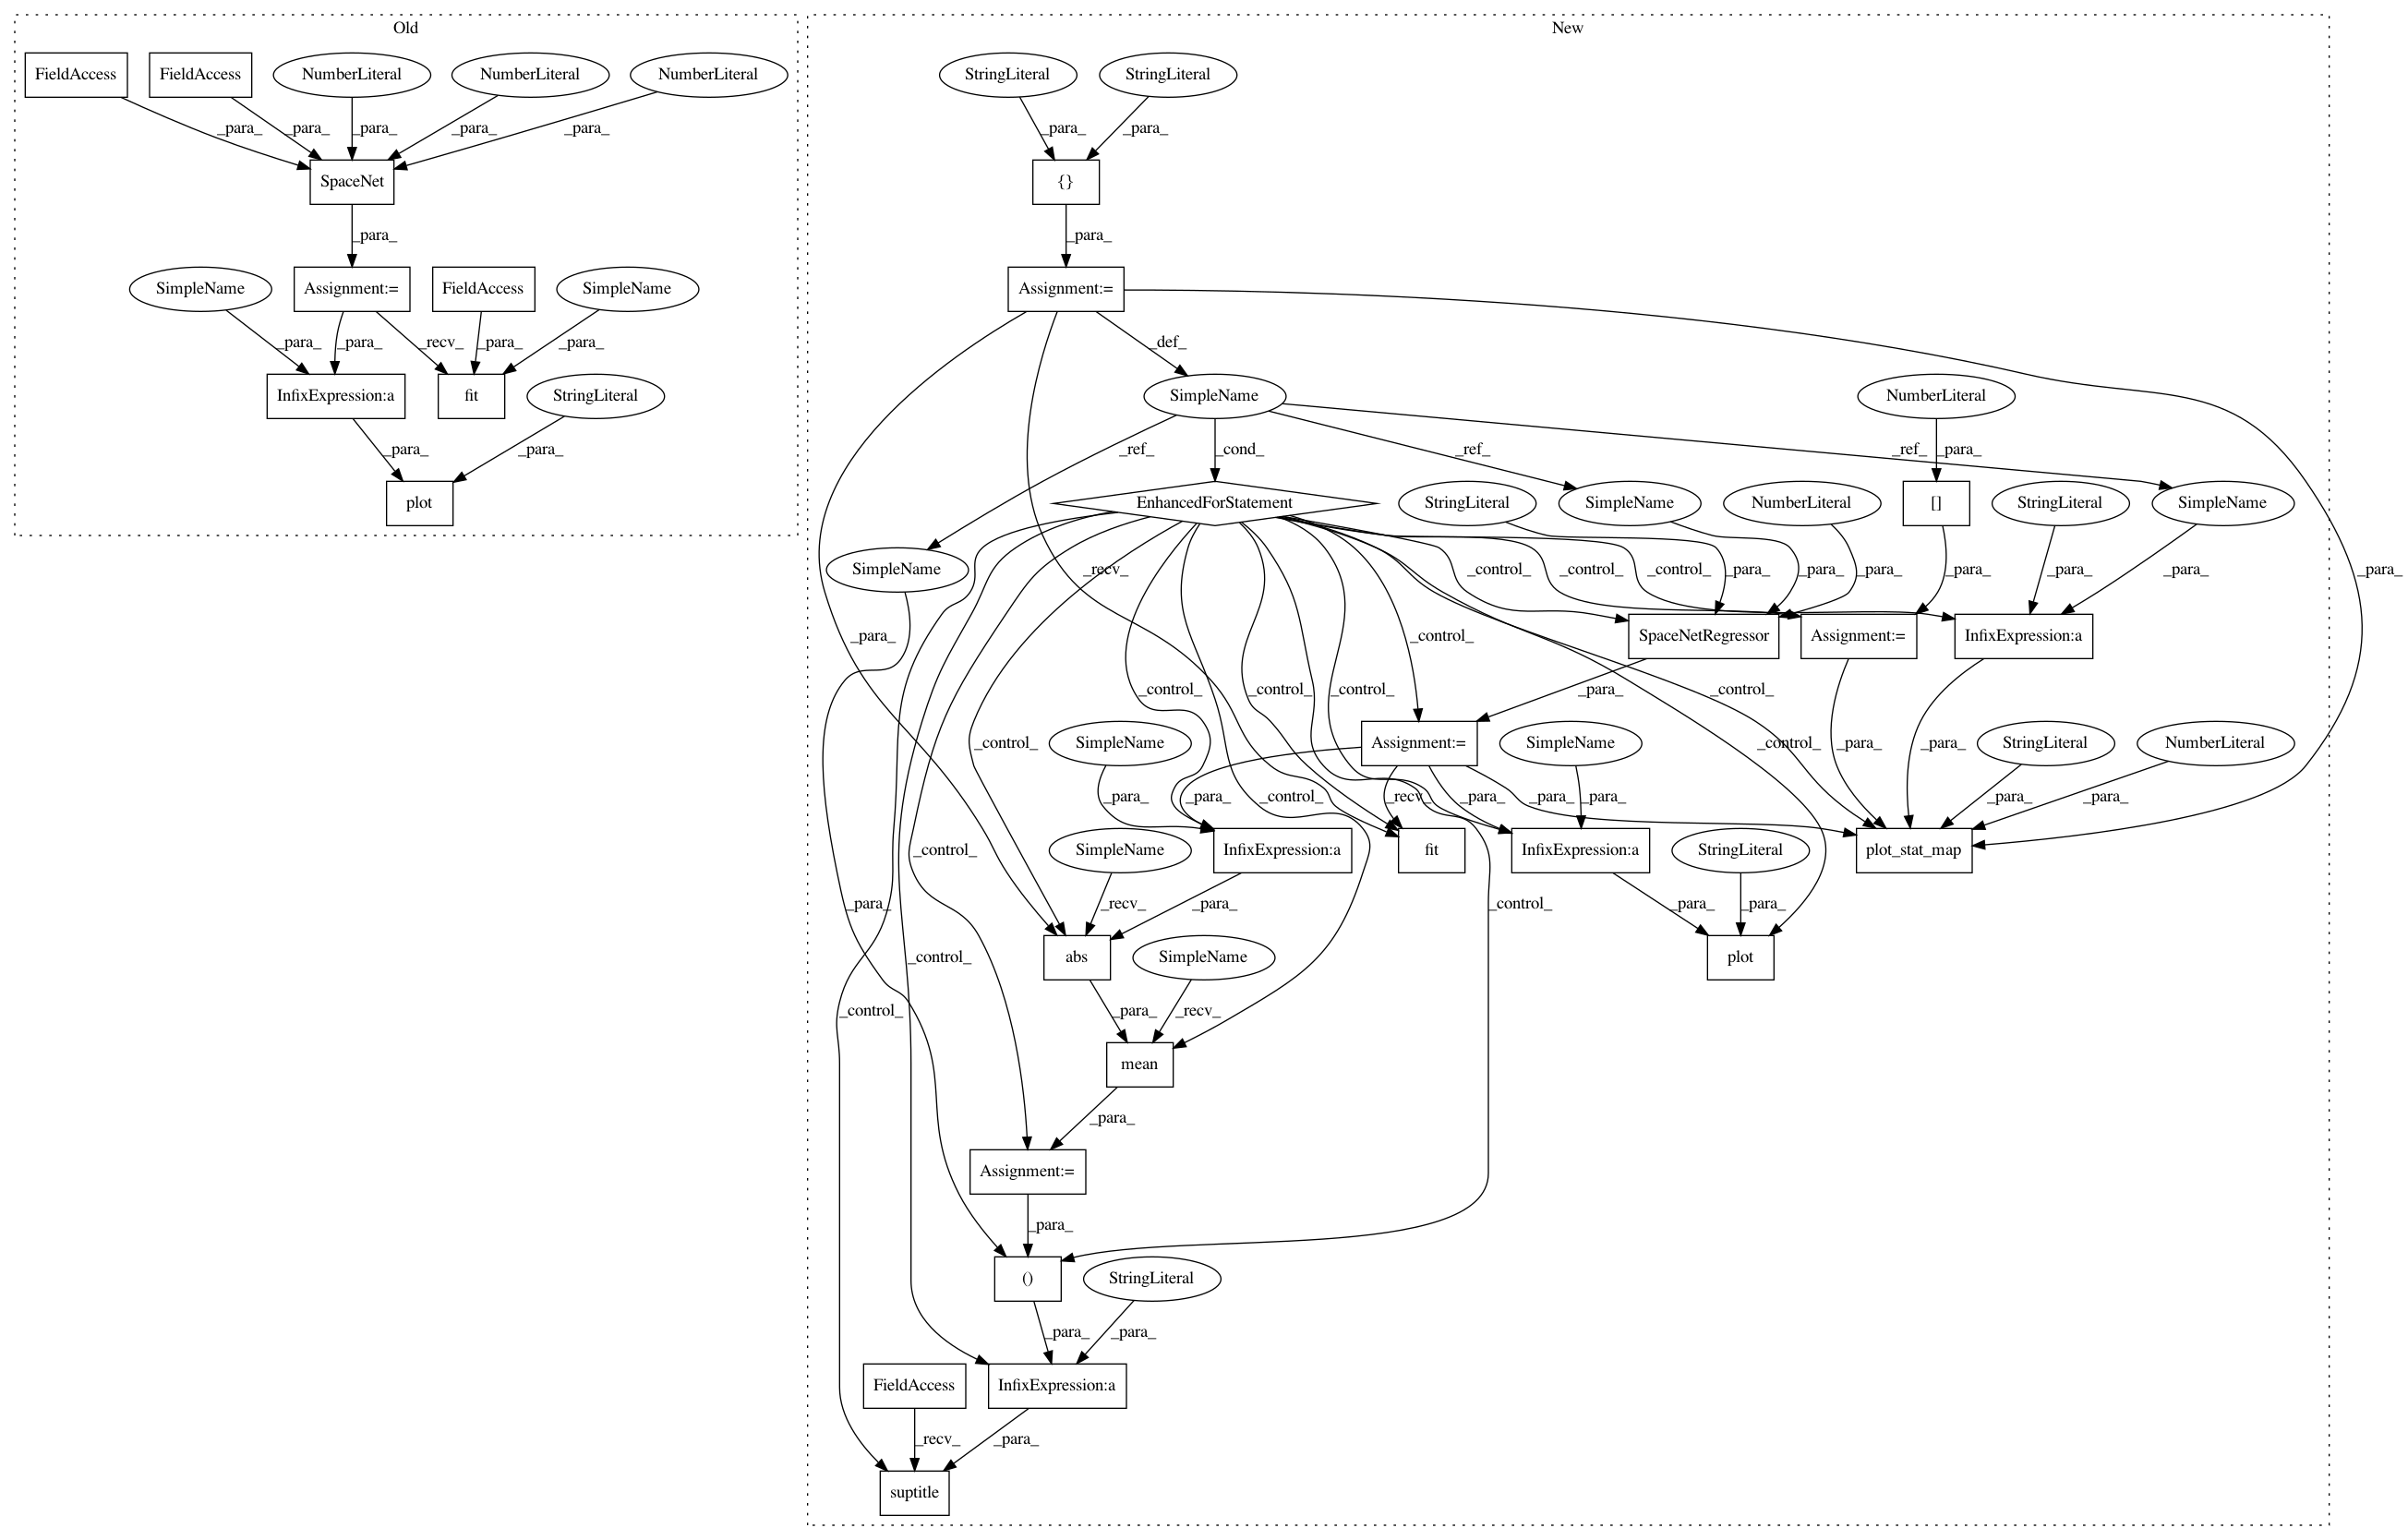 Old
New
FieldAccess
FieldAccess
NumberLiteral
NumberLiteral
NumberLiteral
StringLiteral
StringLiteral
_para_
_para_
_para_
_para_
_para_
_para_
_para_
SpaceNet
{}
_para_
_para_
SimpleName
Assignment:=
FieldAccess
SimpleName
Assignment:=
_para_
_para_
_recv_
_para_
_para_
_def_
InfixExpression:a
fit
StringLiteral
SimpleName
NumberLiteral
_para_
_para_
_ref_
_cond_
_ref_
_ref_
_para_
plot
EnhancedForStatement
StringLiteral
SimpleName
NumberLiteral
[]
StringLiteral
SimpleName
SimpleName
_recv_
_control_
_control_
_control_
_para_
_para_
_para_
_para_
_para_
_para_
_para_
_para_
_control_
SpaceNetRegressor
Assignment:=
InfixExpression:a
_control_
_control_
_control_
_para_
_control_
_control_
SimpleName
Assignment:=
SimpleName
_control_
_para_
_para_
StringLiteral
NumberLiteral
_para_
_para_
_control_
_recv_
_para_
_para_
_para_
_para_
_para_
_control_
SimpleName
InfixExpression:a
fit
InfixExpression:a
StringLiteral
plot_stat_map
_para_
_recv_
_para_
_control_
_para_
_para_
_control_
abs
SimpleName
plot
_control_
_para_
_recv_
mean
_para_
Assignment:=
_para_
()
StringLiteral
_para_
_para_
FieldAccess
InfixExpression:a
_recv_
_para_
suptitle